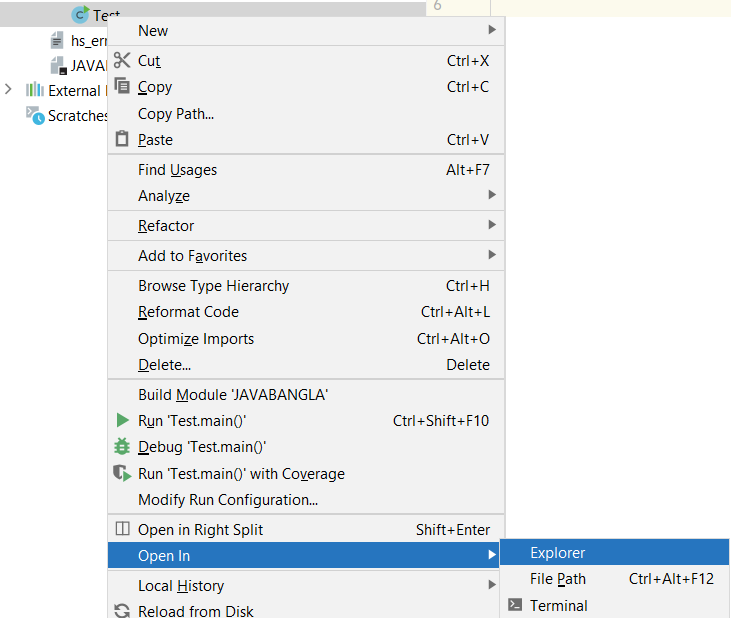 Test
6
hs_er
JAVA
External
Scratches
New
Cut Ctrl+X
Copy Ctrl+C
Copy Path...
Paste Ctrl+V
Find Usages Alt+F7
Analyze
Refactor
Add to Favorites
Browse Type Hierarchy Ctrl+H
Reformat Code Ctrl+Alt+L
Optimize Imports Ctrl+Alt+O
Delete... Delete
Build Module 'JAVABANGLA'
Run 'Test.main()' Ctrl+Shift+F10
Debug 'Test.main()'
Run 'Test.main()' with Coverage
Modify Run Configuration...
Open in Right Split Shift+Enter
Open In
Explorer
File Path Ctrl+Alt+F12
Local History
Terminal
Reload from Disk